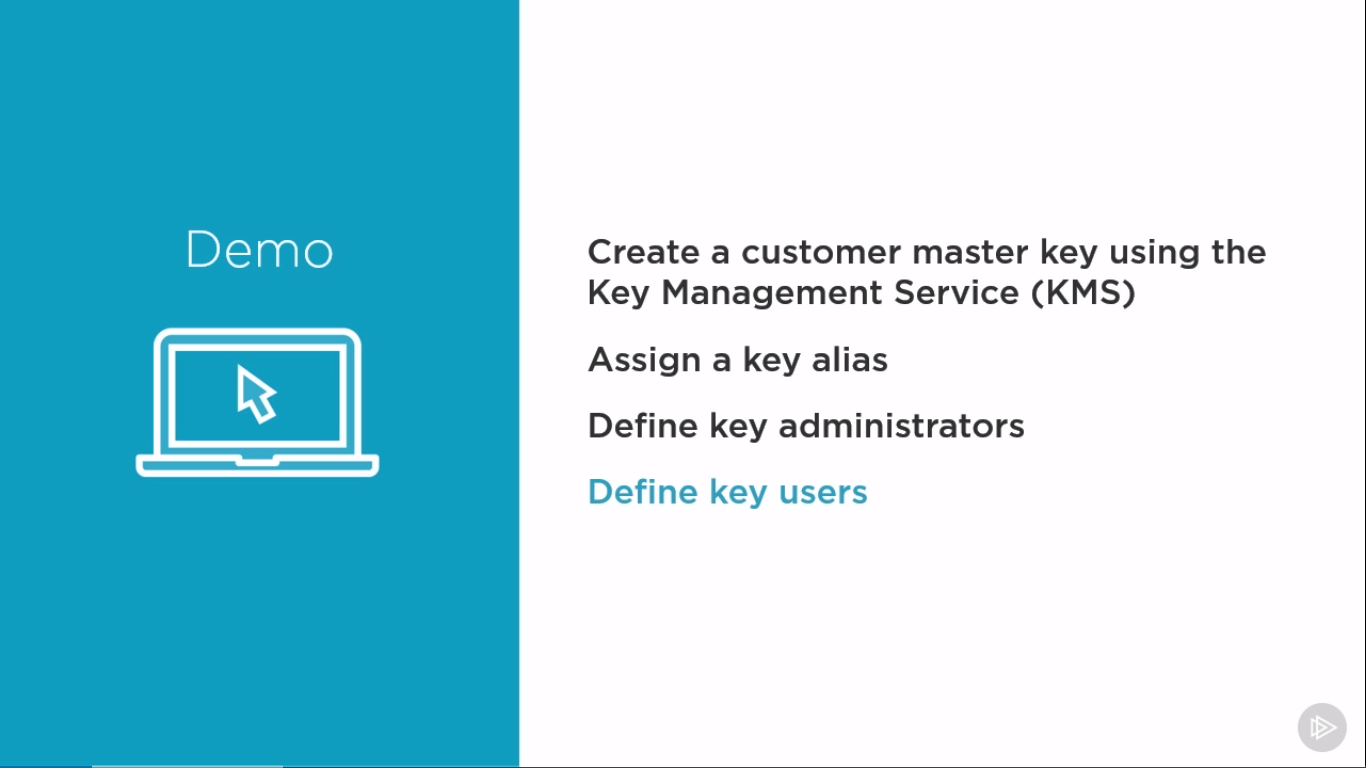 Demo
Create a customer master key using the
Key Management Service (KMS)
Assign a key alias
Define key administrators
Define key users